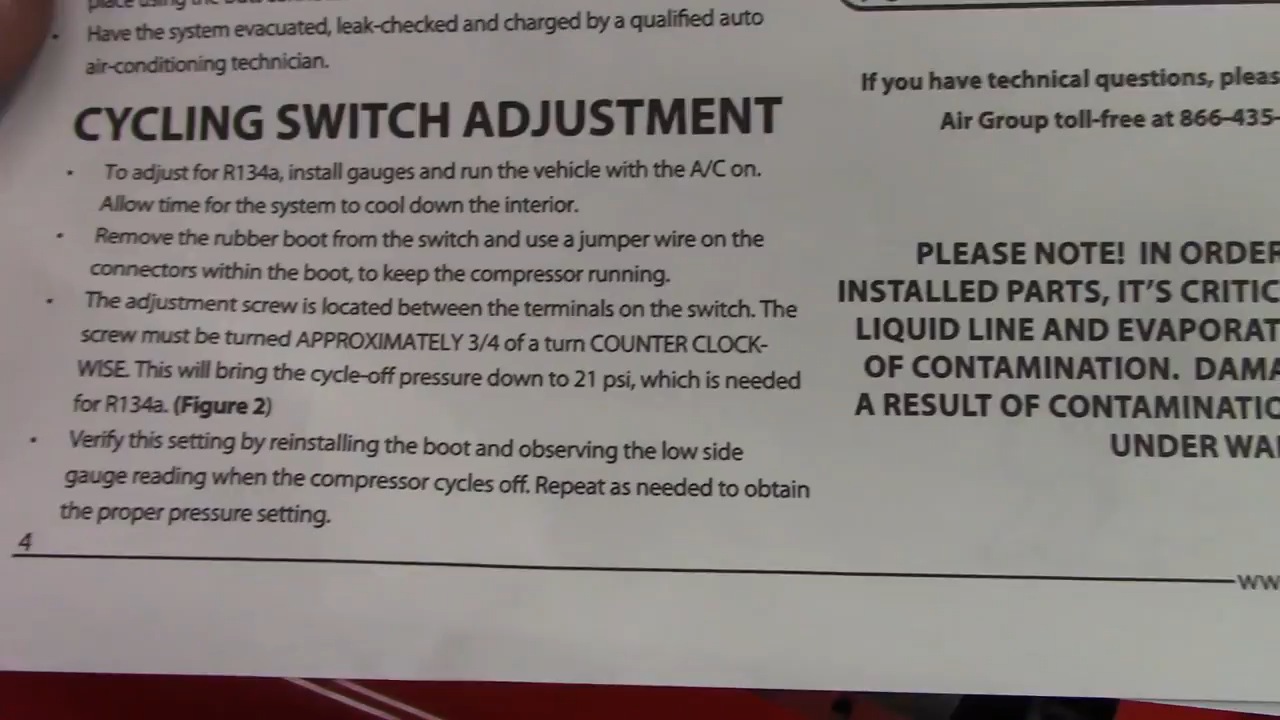 place using the
• Have the system evacuated, leak-checked and charged by a qualified auto
air-conditioning technician.
CYCLING SWITCH ADJUSTMENT
• To adjust for R134a, install gauges and run the vehicle with the A/C on.
Allow time for the system to cool down the interior.
• Remove the rubber boot from the switch and use a jumper wire on the
connectors within the boot, to keep the compressor running.
• The adjustment screw is located between the terminals on the switch. The
screw must be turned APPROXIMATELY 3/4 of a turn COUNTER CLOCK-
WISE. This will bring the cycle-off pressure down to 21 psi, which is needed
for R134a. (Figure 2)
• Verify this setting by reinstalling the boot and observing the low side
gauge reading when the compressor cycles off. Repeat as needed to obtain
the proper pressure setting.
4
If you have technical questions, pleas
Air Group toll-free at 866-435-
PLEASE NOTE! IN ORDER
INSTALLED PARTS, IT'S CRITIC
LIQUID LINE AND EVAPORAT
OF CONTAMINATION. DAMA
A RESULT OF CONTAMINATIO
UNDER WA
WW